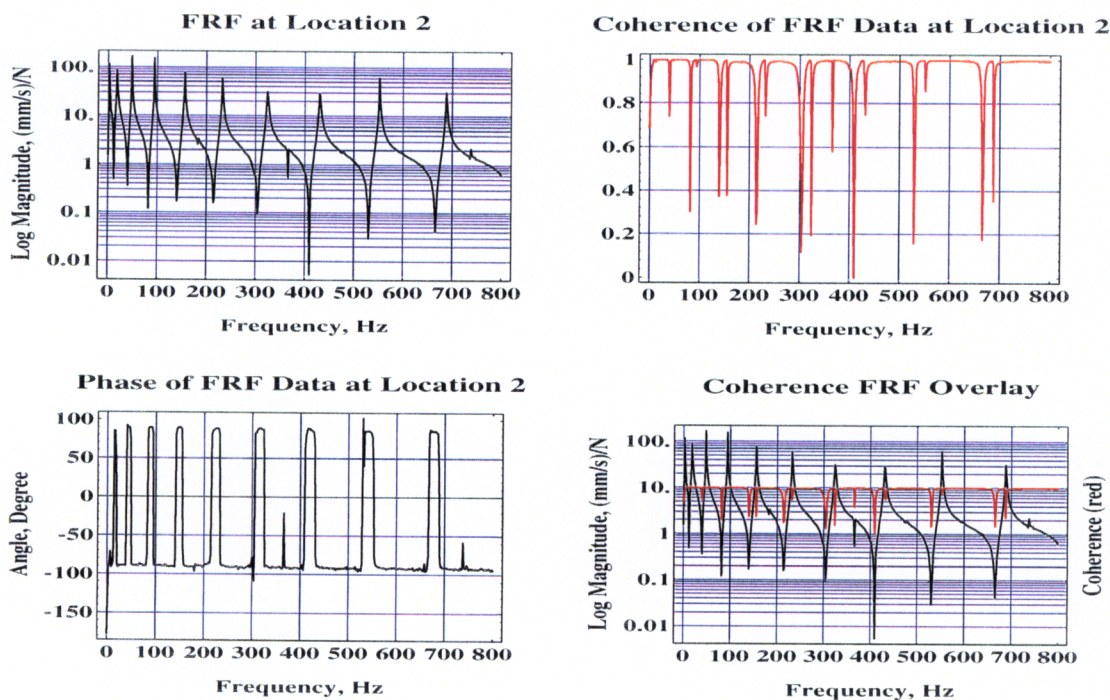 FRF at Location 2
Log Magnitude, (mm/s)/N
100.
10.
1
0.1
0.01
0 100 200 300 400 500 600 700 800
Frequency, Hz
Coherence of FRF Data at Location 2
1
0.8
0.6
0.4
0.2
0
0 100 200 300 400 500 600 700 800
Frequency, Hz
Phase of FRF Data at Location 2
Angle, Degree
100
50
0
-50
-100
-150
0 100 200 300 400 500 600 700 800
Frequency, Hz
Coherence FRF Overlay
Log Magnitude, (mm/s)/N
100.
10.
1
0.1
0.01
0 100 200 300 400 500 600 700 800
Coherence (red)
Frequency, Hz